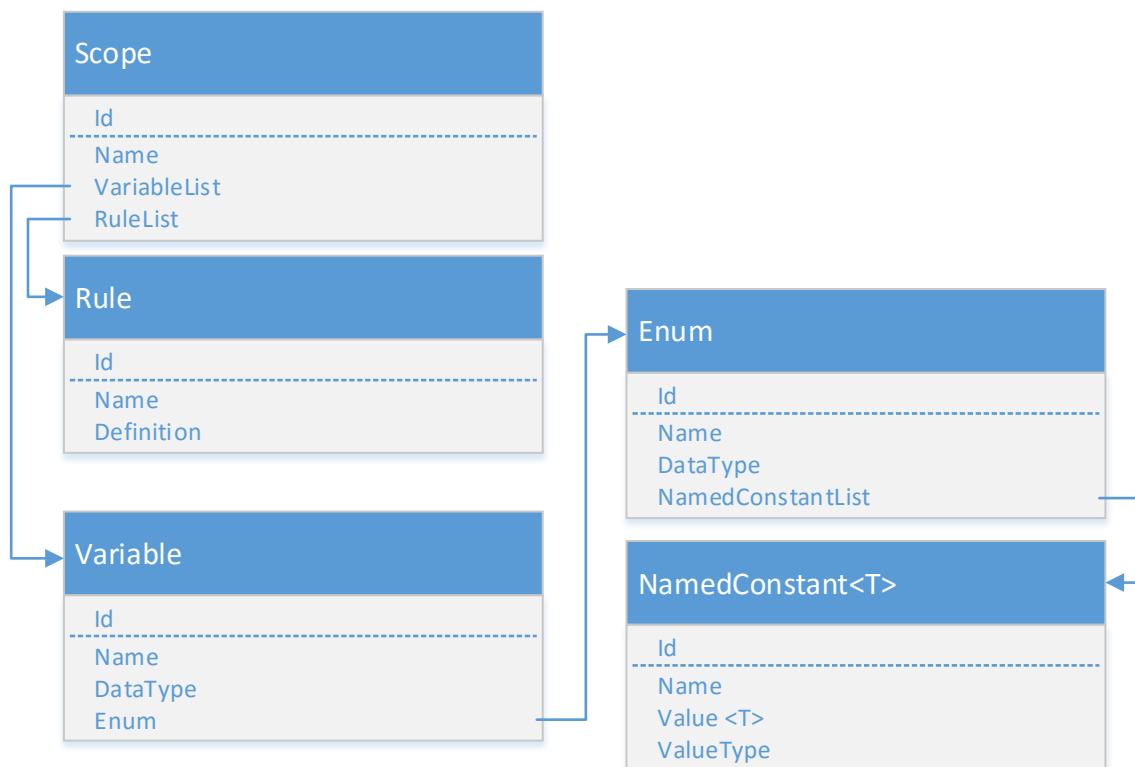 Scope
Id
Name
VariableList
RuleList
Rule
Id
Name
Definition
Variable
Id
Name
DataType
Enum
Enum
Id
Name
DataType
NamedConstantList
NamedConstant<T>
Id
Name
Value <T>
ValueType